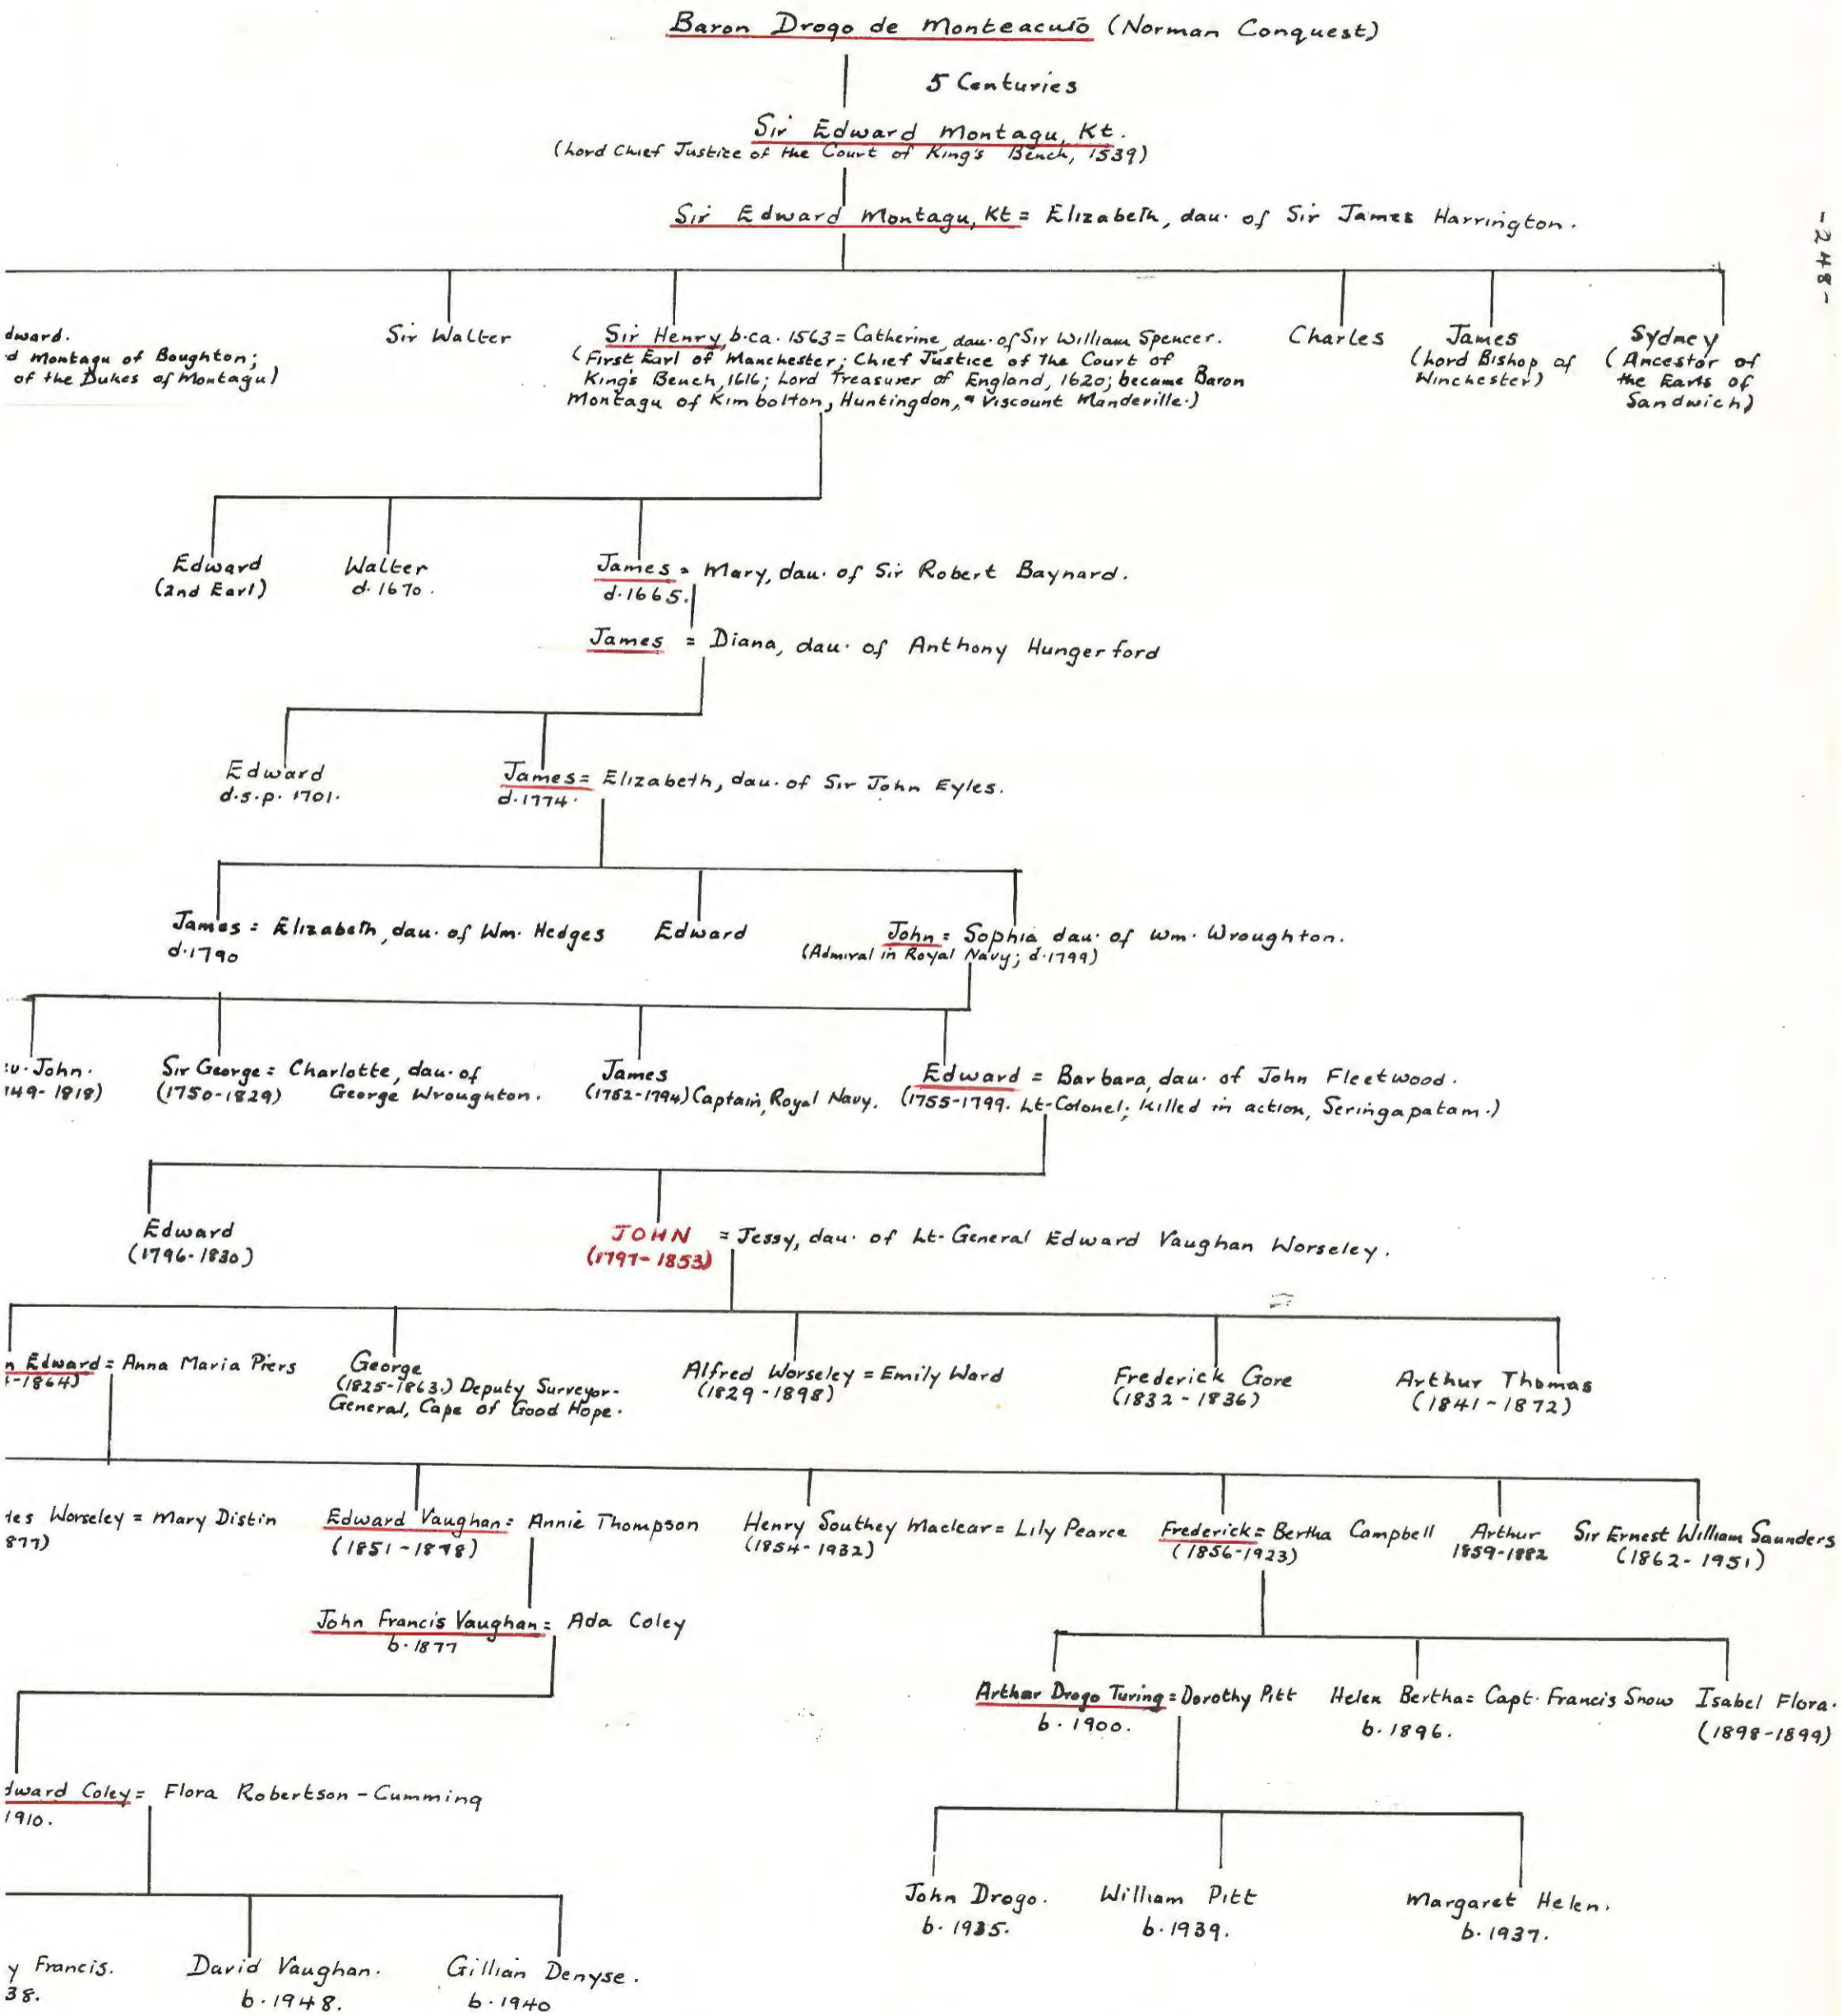 Baron Drogo de Monteacuto (Norman Conquest)
5 Centuries
Sir Edward Montagu, Kt.
(Lord Chief Justice of the Court of King's Bench, 1539)
Sir Edward Montagu, Kt = Elizabeth, dau. of Sir James Harrington.
-248-
dward.
d Montagu of Boughton;
of the Dukes of Montagu)
Sir Walter
Sir Henry, b.ca. 1563 = Catherine, dau. of Sir William Spencer.
(First Earl of Manchester; Chief Justice of the Court of
King's Bench, 1616; Lord Treasurer of England, 1620; became Baron
Montagu of Kimbolton, Huntingdon, & Viscount Mandeville.)
Charles
James
(Lord Bishop of
Winchester)
Sydney
(Ancestor of
the Earls of
Sandwich)
Edward
(2nd Earl)
Walter
d. 1670.
James = Mary, dau. of Sir Robert Baynard.
d. 1665.
James = Diana, dau. of Anthony Hungerford
Edward
d.s.p. 1701.
James = Elizabeth, dau. of Sir John Eyles.
d. 1774.
James = Elizabeth, dau. of Wm. Hedges
d. 1790
Edward
John = Sophia, dau. of Wm. Wroughton.
(Admiral in Royal Navy; d. 1799)
v. John.
749-1818)
Sir George = Charlotte, dau. of
(1750-1829) George Wroughton.
James
(1752-1794) Captain, Royal Navy.
Edward = Barbara, dau. of John Fleetwood.
(1755-1799. Lt-Colonel; killed in action, Seringapatam.)
Edward
(1796-1830)
JOHN = Jessy, dau. of Lt-General Edward Vaughan Worseley.
(1797-1853)
n Edward = Anna Maria Piers
-1864)
George
(1825-1863.) Deputy Surveyor-
General, Cape of Good Hope.
Alfred Worseley = Emily Ward
(1829-1898)
Frederick Gore
(1832-1836)
Arthur Thomas
(1841-1872)
les Worseley = Mary Distin
877)
Edward Vaughan = Annie Thompson
(1851-1878)
Henry Southey Maclear = Lily Pearce
(1854-1932)
Frederick = Bertha Campbell
(1856-1923)
Arthur
1859-1882
Sir Ernest William Saunders
(1862-1951)
John Francis Vaughan = Ada Coley
b. 1877
Arthur Drogo Turing = Dorothy Pitt
b. 1900.
Helen Bertha = Capt. Francis Snow
b. 1896.
Isabel Flora.
(1898-1899)
dward Coley = Flora Robertson-Cumming
1910.
John Drogo.
b. 1935.
William Pitt
b. 1939.
Margaret Helen.
b. 1937.
y Francis.
38.
David Vaughan.
b. 1948.
Gillian Denyse.
b. 1940